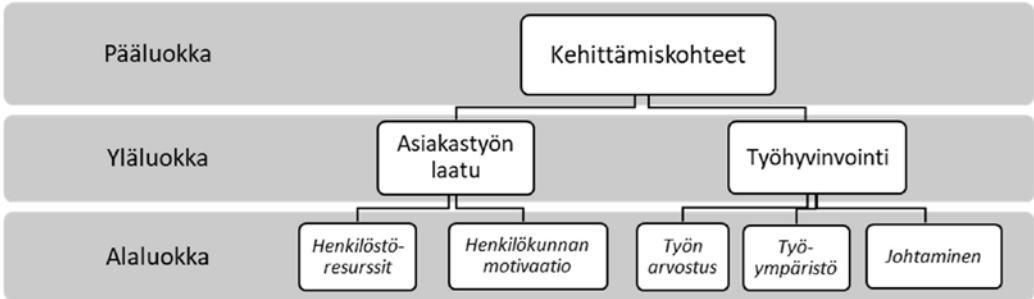 Pääluokka
Kehittämiskohteet
Yläluokka
Asiakastyön
laatu
Työhyvinvointi
Alaluokka
Henkilöstö-
resurssit
Henkilökunnan
motivaatio
Työn
arvostus
Työ-
ympäristö
Johtaminen